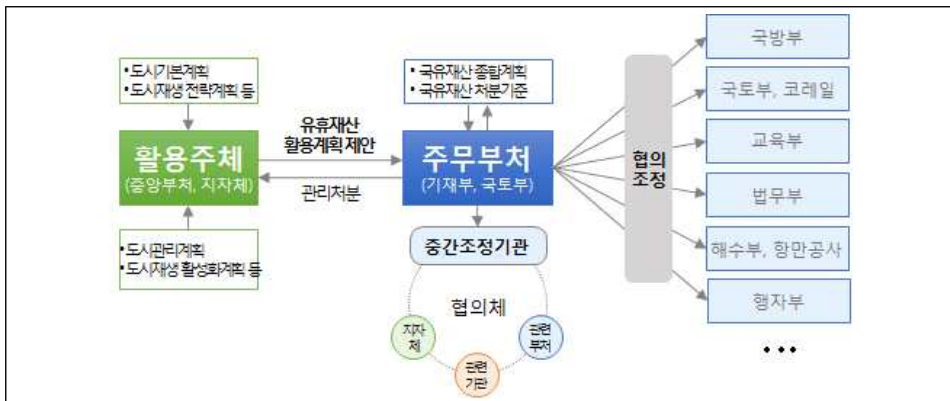 • 도시기본계획
• 도시재생 전략계획 등
활용주체
(중앙부처, 지자체)
• 도시관리계획
• 도시재생 활성화계획 등
유휴재산
활용계획 제안
관리처분
• 국유재산 종합계획
• 국유재산 처분기준
주무부처
(기재부, 국토부)
중간조정기관
협의체
지자
체
관련
기관
관련
부처
협의
조정
국방부
국토부, 코레일
교육부
법무부
해수부, 항만공사
행자부
• • •